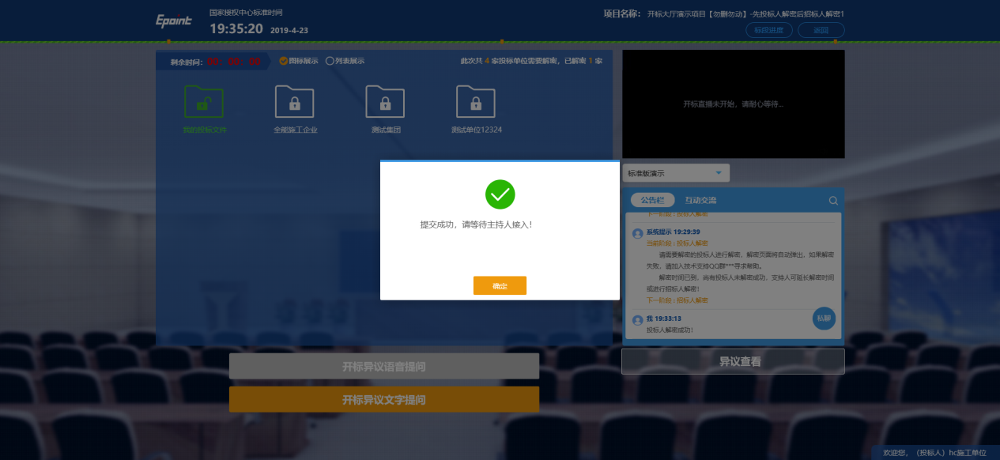 Epoint
国家授权中心标准时间
19:35:20 2019-4-23
项目名称： 开标大厅演示项目【勿删勿动】-先投标人解密后招标人解密1
标段进度
返回
剩余时间： 00 : 00 : 00
图标展示 列表展示
此次共 4 家投标单位需要解密，已解密 1 家
我的投标文件
全能施工企业
测试集团
测试单位12324
开标直播未开始，请耐心等待...
标准版演示
公告栏 互动交流
下一阶段：投标人解密
系统提示 19:29:39
当前阶段：投标人解密
请需要解密的投标人进行解密，解密页面将自动弹出，如果解密
失败，请加入技术支持QQ群***寻求帮助。
解密时间已到，尚有投标人未解密成功，支持人可延长解密时间
或进行招标人解密！
下一阶段：招标人解密
我 19:33:13
投标人解密成功！
私聊
提交成功，请等待主持人接入！
确定
开标异议语音提问
开标异议文字提问
异议查看
欢迎您，（投标人）hc施工单位